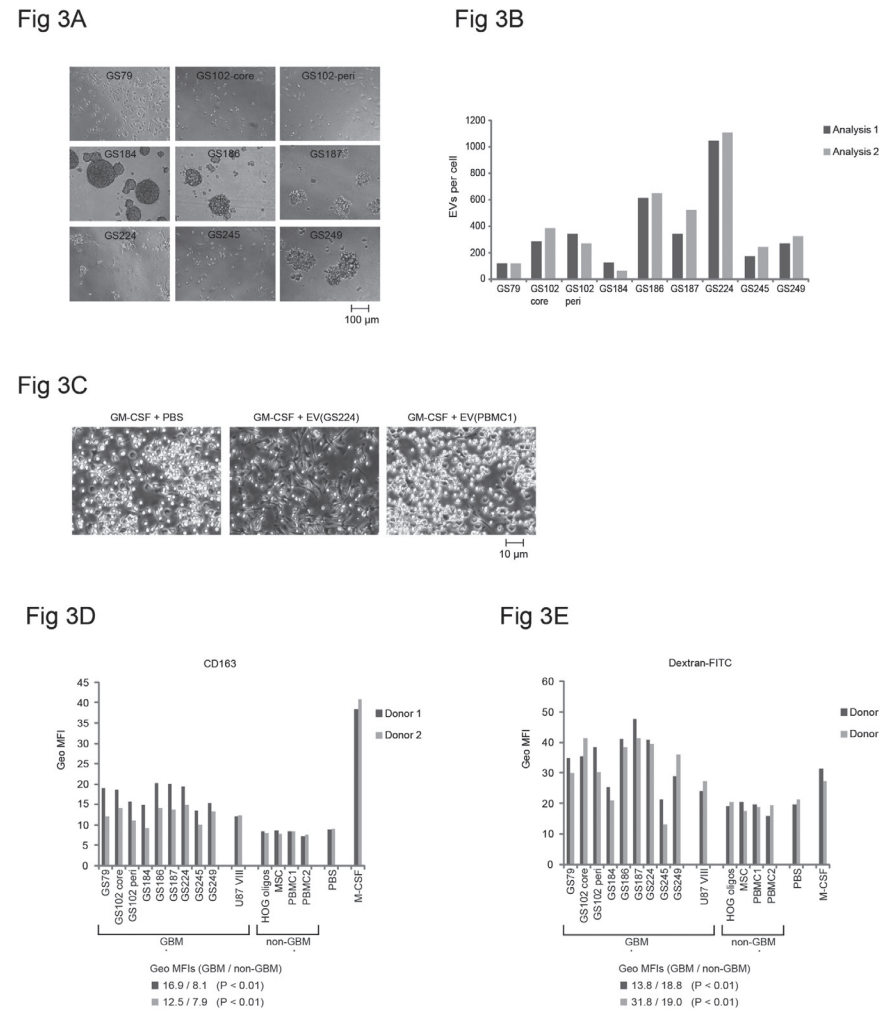 Fig 3A
GS79
GS102-core
GS102-peri
GS184
GS186
GS187
GS224
GS245
GS249
100 µm
Fig 3B
EVs per cell
1200
1000
800
600
400
200
0
GS79
GS102 core
GS102 peri
GS184
GS186
GS187
GS224
GS245
GS249
Analysis 1
Analysis 2
Fig 3C
GM-CSF + PBS
GM-CSF + EV(GS224)
GM-CSF + EV(PBMC1)
10 µm
Fig 3D
CD163
Geo MFI
45
40
35
30
25
20
15
10
5
0
GS79
GS102 core
GS102 peri
GS184
GS186
GS187
GS224
GS245
GS249
U87 VIII
HOG oligos
MSC
PBMC1
PBMC2
PBS
M-CSF
Donor 1
Donor 2
GBM
non-GBM
Geo MFIs (GBM / non-GBM)
16.9 / 8.1 (P < 0.01)
12.5 / 7.9 (P < 0.01)
Fig 3E
Dextran-FITC
Geo MFI
60
50
40
30
20
10
0
GS79
GS102 core
GS102 peri
GS184
GS186
GS187
GS224
GS245
GS249
U87 VIII
HOG oligos
MSC
PBMC1
PBMC2
PBS
M-CSF
Donor
Donor
GBM
non-GBM
Geo MFIs (GBM / non-GBM)
13.8 / 18.8 (P < 0.01)
31.8 / 19.0 (P < 0.01)